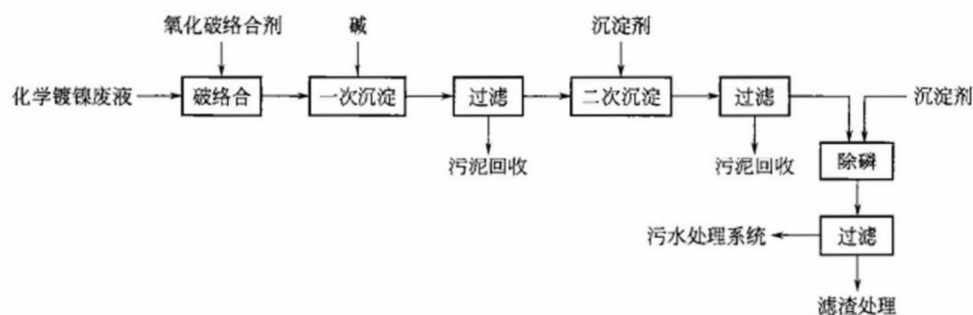 氧化破络合剂
碱
沉淀剂
化学镀镍废液
破络合
一次沉淀
过滤
二次沉淀
过滤
沉淀剂
污泥回收
污泥回收
除磷
污水处理系统
过滤
滤渣处理